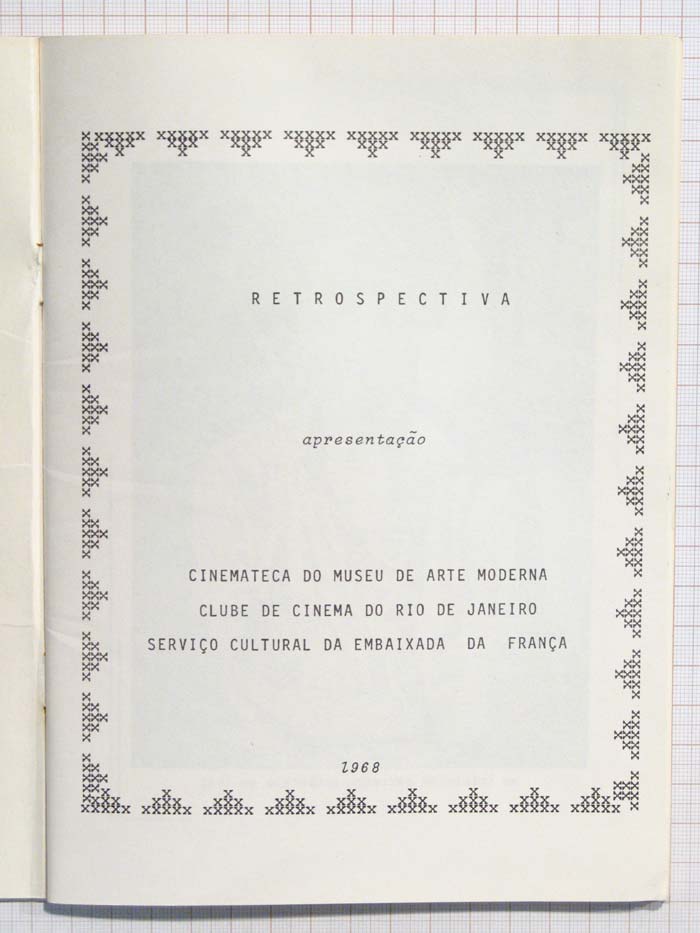 RETROSPECTIVA
apresentação
CINEMATECA DO MUSEU DE ARTE MODERNA
CLUBE DE CINEMA DO RIO DE JANEIRO
SERVIÇO CULTURAL DA EMBAIXADA DA FRANÇA
1968